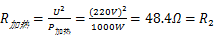 R加热 = U²/P加热 = (220V)²/1000W = 48.4Ω = R₂